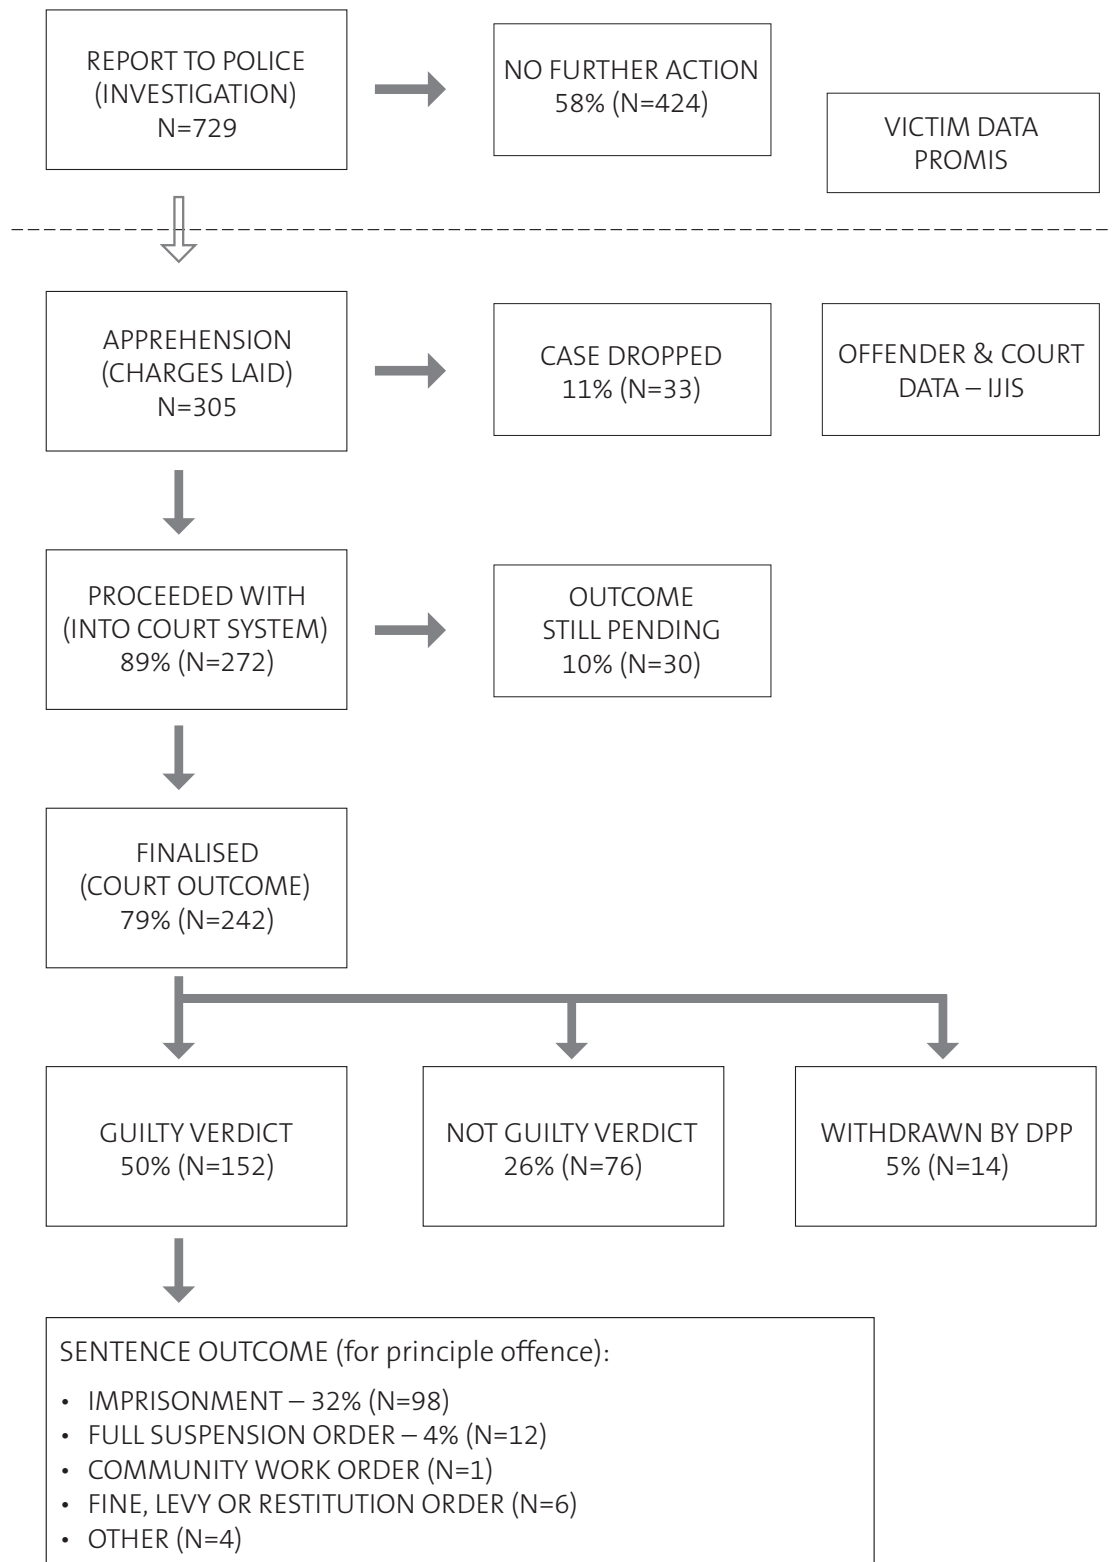 REPORT TO POLICE
(INVESTIGATION)
N=729
NO FURTHER ACTION
58% (N=424)
VICTIM DATA
PROMIS
APPREHENSION
(CHARGES LAID)
N=305
CASE DROPPED
11% (N=33)
OFFENDER & COURT
DATA – IJIS
PROCEEDED WITH
(INTO COURT SYSTEM)
89% (N=272)
OUTCOME
STILL PENDING
10% (N=30)
FINALISED
(COURT OUTCOME)
79% (N=242)
GUILTY VERDICT
50% (N=152)
NOT GUILTY VERDICT
26% (N=76)
WITHDRAWN BY DPP
5% (N=14)
SENTENCE OUTCOME (for principle offence):
• IMPRISONMENT – 32% (N=98)
• FULL SUSPENSION ORDER – 4% (N=12)
• COMMUNITY WORK ORDER (N=1)
• FINE, LEVY OR RESTITUTION ORDER (N=6)
• OTHER (N=4)